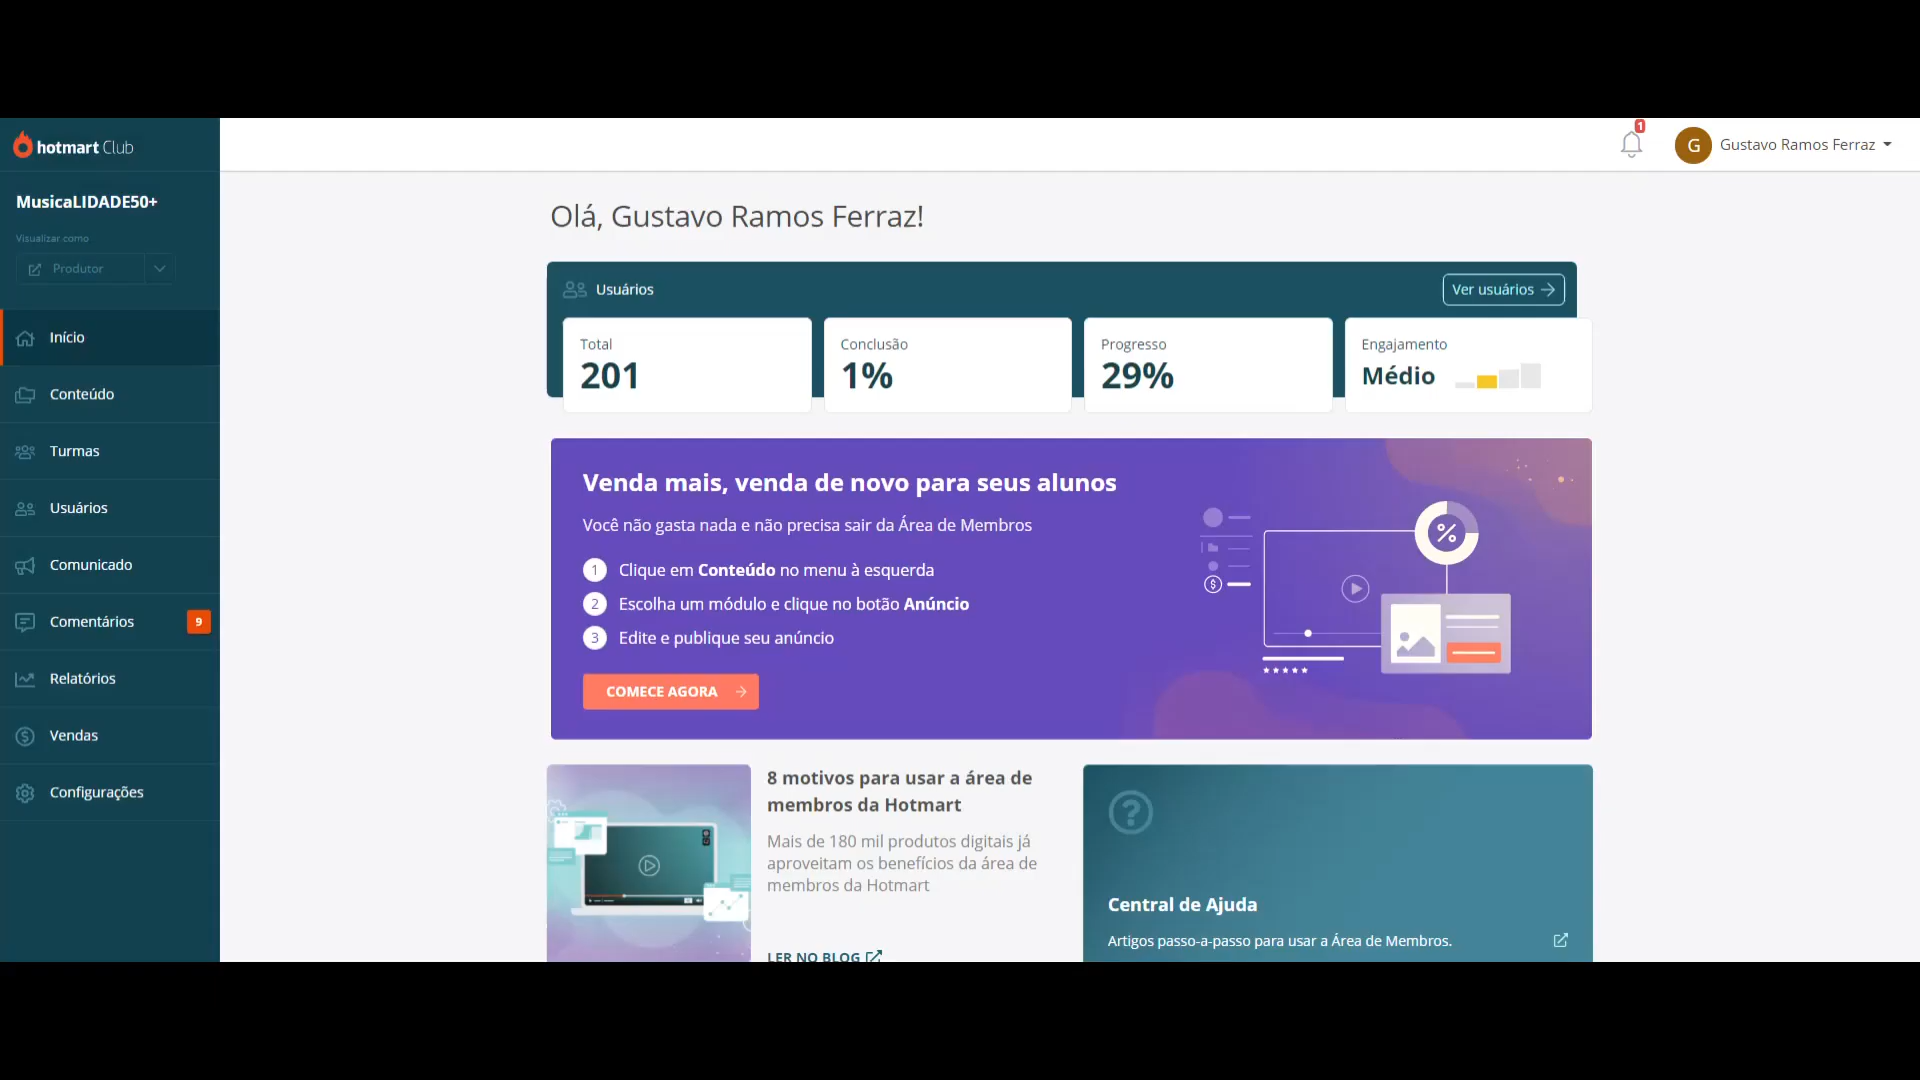 hotmart Club
1
G
Gustavo Ramos Ferraz
MusicaLIDADE50+
Visualizar como
Produtor
Início
Conteúdo
Turmas
Usuários
Comunicado
Comentários
9
Relatórios
Vendas
Configurações
Olá, Gustavo Ramos Ferraz!
Usuários
Ver usuários
Total
201
Conclusão
1%
Progresso
29%
Engajamento
Médio
Venda mais, venda de novo para seus alunos
Você não gasta nada e não precisa sair da Área de Membros
1 Clique em Conteúdo no menu à esquerda
2 Escolha um módulo e clique no botão Anúncio
3 Edite e publique seu anúncio
COMECE AGORA
%
$
8 motivos para usar a área de
membros da Hotmart
Mais de 180 mil produtos digitais já
aproveitam os benefícios da área de
membros da Hotmart
LER NO BLOG
?
Central de Ajuda
Artigos passo-a-passo para usar a Área de Membros.